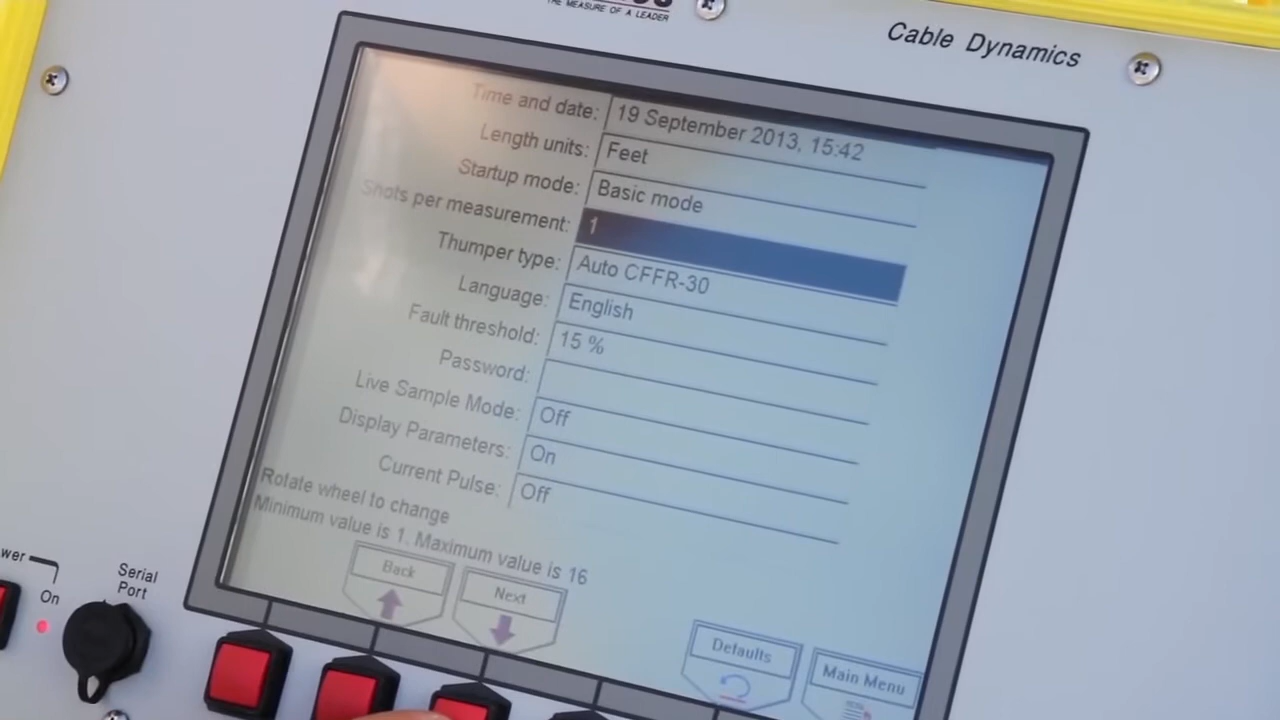 THE MEASURE OF A LEADER
Cable Dynamics
Time and date: 19 September 2013, 15:42
Length units: Feet
Startup mode: Basic mode
Shots per measurement: 1
Thumper type: Auto CFFR-30
Language: English
Fault threshold: 15 %
Password:
Live Sample Mode: Off
Display Parameters: On
Current Pulse: Off
Rotate wheel to change
Minimum value is 1. Maximum value is 16
Back
Next
Defaults
Main Menu
On
Serial
Port